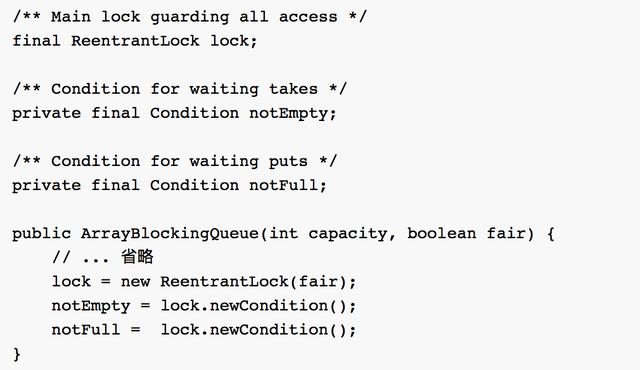 /** Main lock guarding all access */
final ReentrantLock lock;
/** Condition for waiting takes */
private final Condition notEmpty;
/** Condition for waiting puts */
private final Condition notFull;
public ArrayBlockingQueue(int capacity, boolean fair) {
    // ... 省略
    lock = new ReentrantLock(fair);
    notEmpty = lock.newCondition();
    notFull =  lock.newCondition();
}